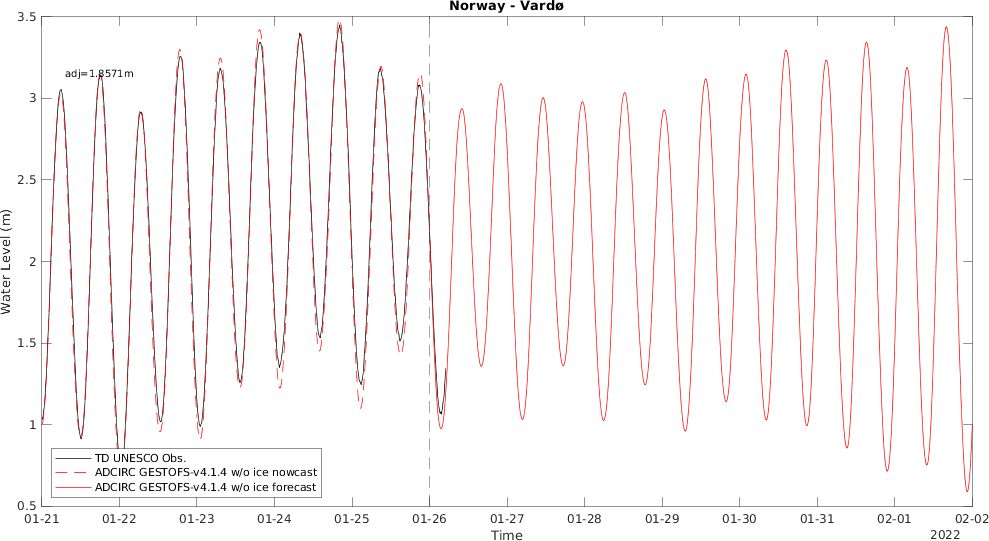 Norway - Vardø
3.5
adj=1.8571m
3
2.5
2
1.5
1
0.5
Water Level (m)
TD UNESCO Obs.
ADCIRC GESTOFS-v4.1.4 w/o ice nowcast
ADCIRC GESTOFS-v4.1.4 w/o ice forecast
01-21 01-22 01-23 01-24 01-25 01-26 01-27 01-28 01-29 01-30 01-31 02-01 02-02
Time
2022